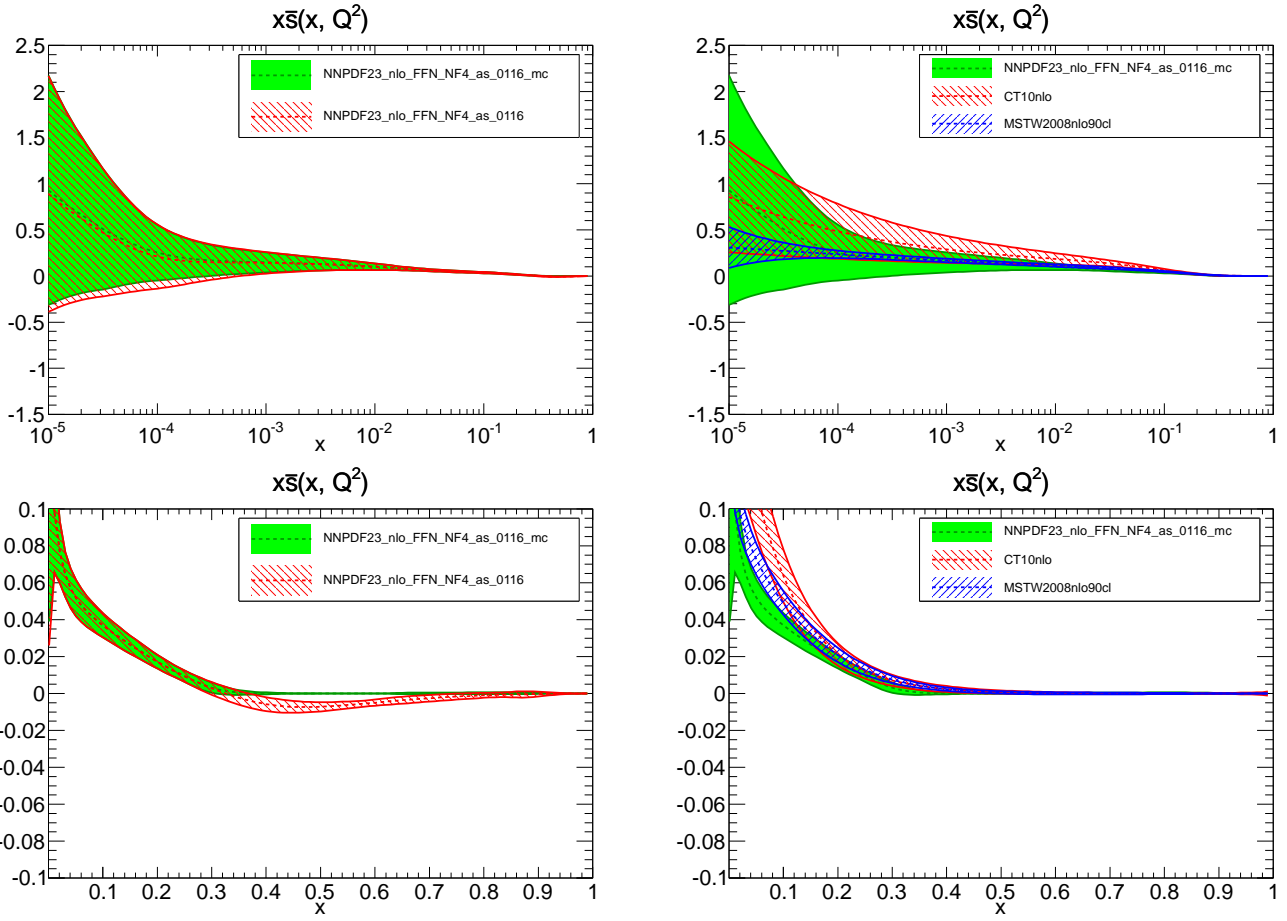 xs̅(x, Q²)
2.5
2
1.5
1
0.5
0
-0.5
-1
-1.5
NNPDF23_nlo_FFN_NF4_as_0116_mc
NNPDF23_nlo_FFN_NF4_as_0116
10⁻⁵ 10⁻⁴ 10⁻³ 10⁻² 10⁻¹ 1
x
xs̅(x, Q²)
2.5
2
1.5
1
0.5
0
-0.5
-1
-1.5
NNPDF23_nlo_FFN_NF4_as_0116_mc
CT10nlo
MSTW2008nlo90cl
10⁻⁵ 10⁻⁴ 10⁻³ 10⁻² 10⁻¹ 1
x
xs̅(x, Q²)
0.1
0.08
0.06
0.04
0.02
0
-0.02
-0.04
-0.06
-0.08
-0.1
NNPDF23_nlo_FFN_NF4_as_0116_mc
NNPDF23_nlo_FFN_NF4_as_0116
0.1 0.2 0.3 0.4 0.5 0.6 0.7 0.8 0.9 1
x
xs̅(x, Q²)
0.1
0.08
0.06
0.04
0.02
0
-0.02
-0.04
-0.06
-0.08
-0.1
NNPDF23_nlo_FFN_NF4_as_0116_mc
CT10nlo
MSTW2008nlo90cl
0.1 0.2 0.3 0.4 0.5 0.6 0.7 0.8 0.9 1
x